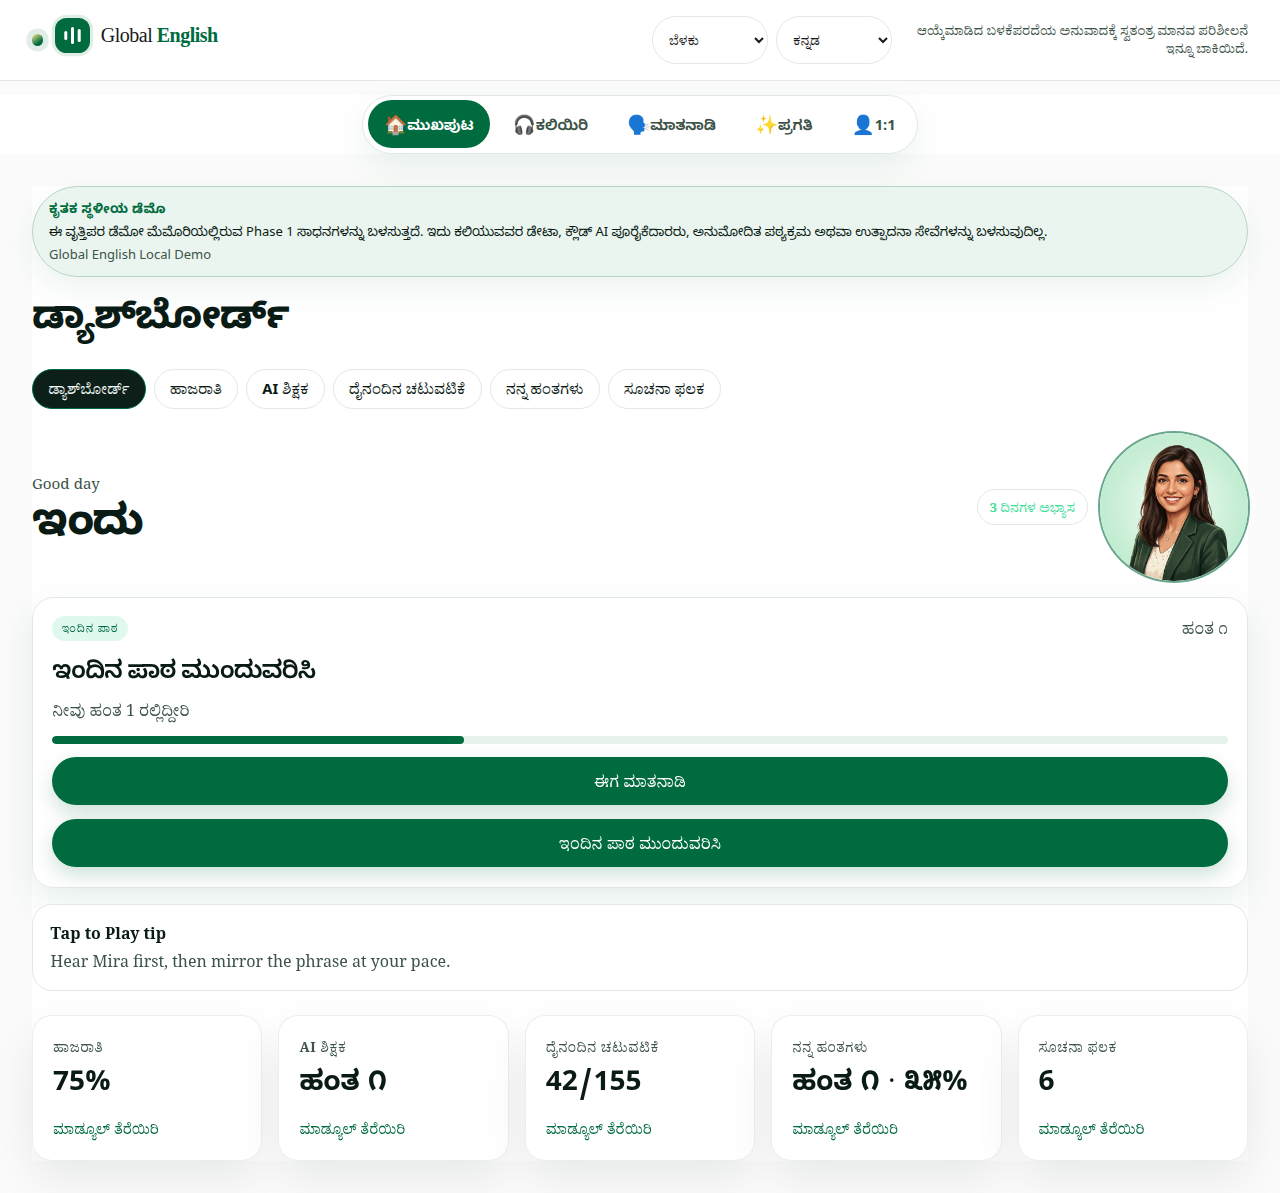 Global English
ಬೆಳಕು
ಕನ್ನಡ
ಆಯ್ಕೆಮಾಡಿದ ಬಳಕೆಪರದೆಯ ಅನುವಾದಕ್ಕೆ ಸ್ವತಂತ್ರ ಮಾನವ ಪರಿಶೀಲನೆ
ಇನ್ನೂ ಬಾಕಿಯಿದೆ.
🏠ಮುಖಪುಟ
🎧ಕಲಿಯಿರಿ
🗣️ಮಾತನಾಡಿ
✨ಪ್ರಗತಿ
👤1:1
ಕೃತಕ ಸ್ಥಳೀಯ ಡೆಮೊ
ಈ ವೃತ್ತಿಪರ ಡೆಮೋ ಮೆಮೊರಿಯಲ್ಲಿರುವ Phase 1 ಸಾಧನಗಳನ್ನು ಬಳಸುತ್ತದೆ. ಇದು ಕಲಿಯುವವರ ಡೇಟಾ, ಕ್ಲೌಡ್ AI ಪೂರೈಕೆದಾರರು, ಅನುಮೋದಿತ ಪಠ್ಯಕ್ರಮ ಅಥವಾ ಉತ್ಪಾದನಾ ಸೇವೆಗಳನ್ನು ಬಳಸುವುದಿಲ್ಲ.
Global English Local Demo
ಡ್ಯಾಶ್‌ಬೋರ್ಡ್
ಡ್ಯಾಶ್‌ಬೋರ್ಡ್
ಹಾಜರಾತಿ
AI ಶಿಕ್ಷಕ
ದೈನಂದಿನ ಚಟುವಟಿಕೆ
ನನ್ನ ಹಂತಗಳು
ಸೂಚನಾ ಫಲಕ
Good day
ಇಂದು
3 ದಿನಗಳ ಅಭ್ಯಾಸ
ಇಂದಿನ ಪಾಠ
ಹಂತ ೧
ಇಂದಿನ ಪಾಠ ಮುಂದುವರಿಸಿ
ನೀವು ಹಂತ 1 ರಲ್ಲಿದ್ದೀರಿ
ಈಗ ಮಾತನಾಡಿ
ಇಂದಿನ ಪಾಠ ಮುಂದುವರಿಸಿ
Tap to Play tip
Hear Mira first, then mirror the phrase at your pace.
ಹಾಜರಾತಿ
75%
ಮಾಡ್ಯೂಲ್ ತೆರೆಯಿರಿ
AI ಶಿಕ್ಷಕ
ಹಂತ ೧
ಮಾಡ್ಯೂಲ್ ತೆರೆಯಿರಿ
ದೈನಂದಿನ ಚಟುವಟಿಕೆ
42/155
ಮಾಡ್ಯೂಲ್ ತೆರೆಯಿರಿ
ನನ್ನ ಹಂತಗಳು
ಹಂತ ೧ · ೩೫%
ಮಾಡ್ಯೂಲ್ ತೆರೆಯಿರಿ
ಸೂಚನಾ ಫಲಕ
6
ಮಾಡ್ಯೂಲ್ ತೆರೆಯಿರಿ